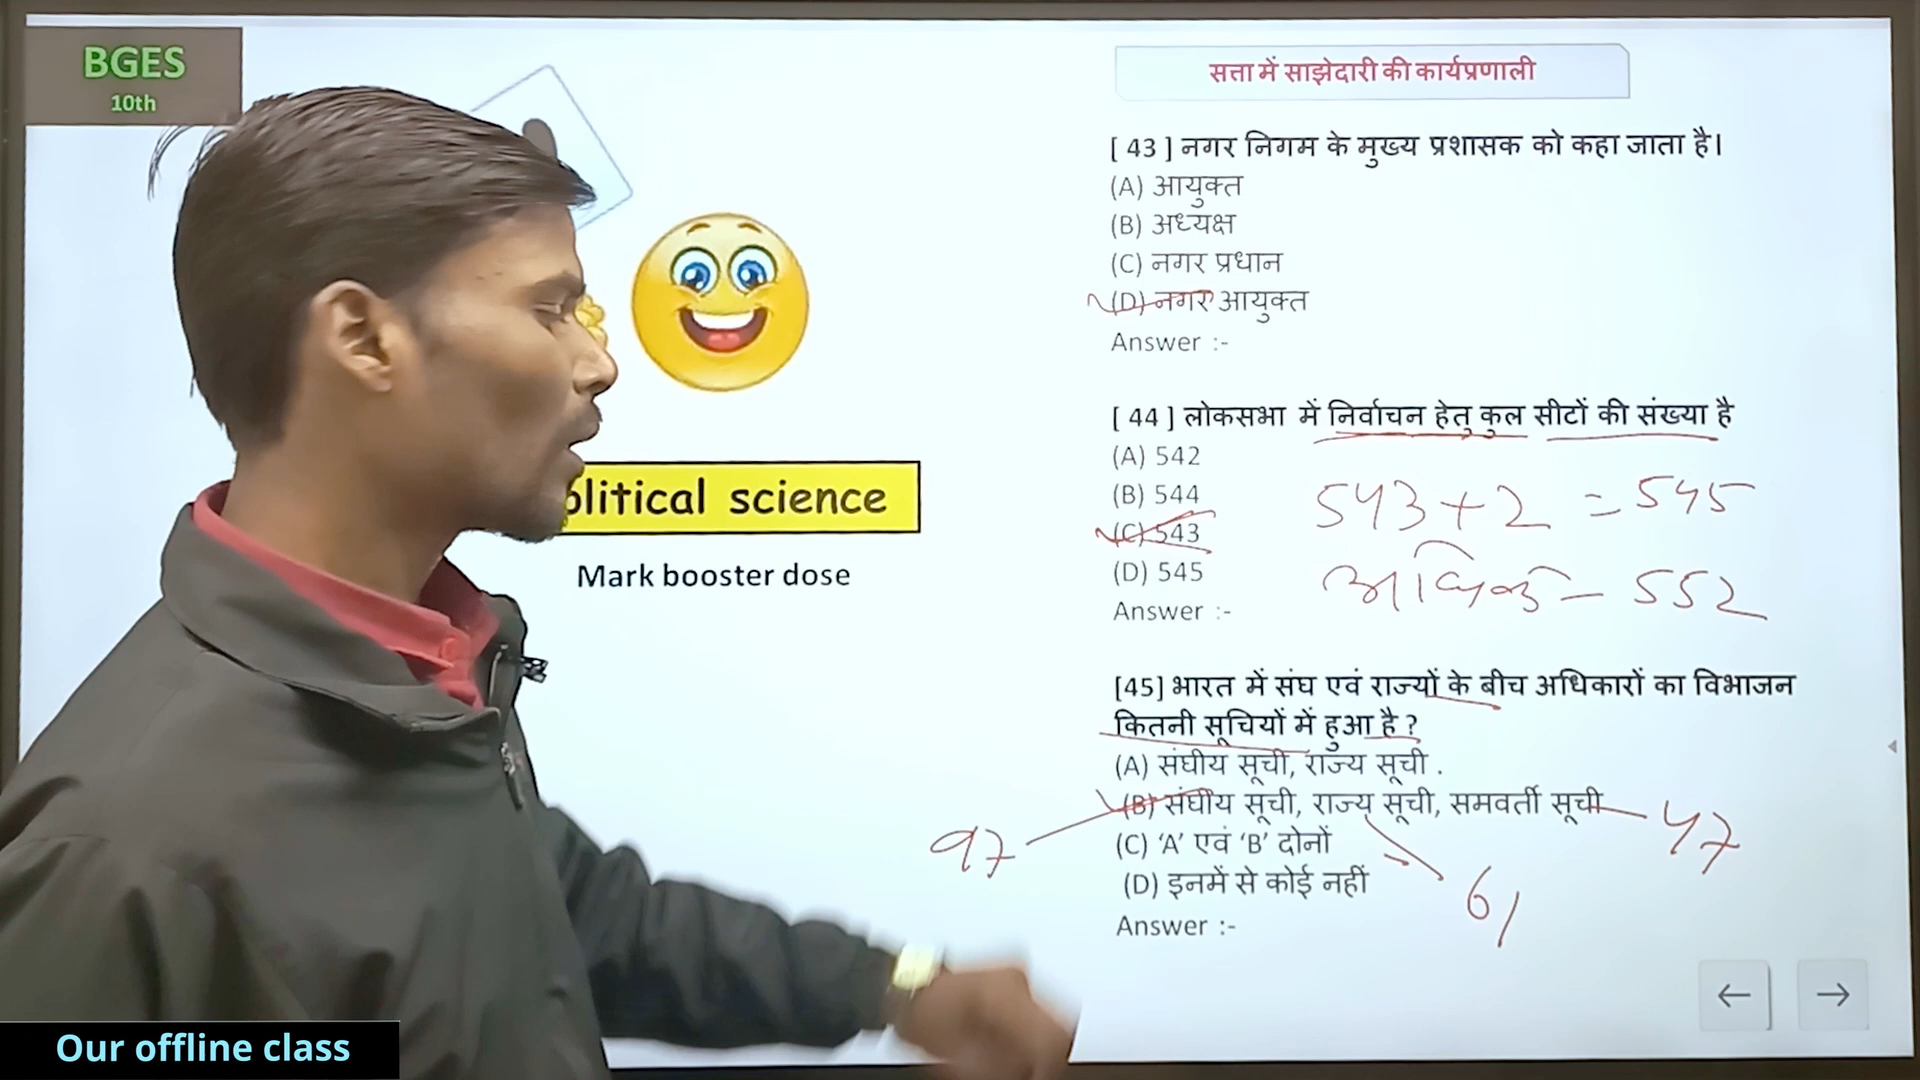 BGES
10th
सत्ता में साझेदारी की कार्यप्रणाली
[ 43 ] नगर निगम के मुख्य प्रशासक को कहा जाता है।
(A) आयुक्त
(B) अध्यक्ष
(C) नगर प्रधान
(D) नगर आयुक्त
Answer :-
[ 44 ] लोकसभा में निर्वाचन हेतु कुल सीटों की संख्या है
(A) 542
(B) 544
(C) 543
(D) 545
Answer :-
543+2 = 545
अधिक – 552
[45] भारत में संघ एवं राज्यों के बीच अधिकारों का विभाजन
कितनी सूचियों में हुआ है ?
(A) संघीय सूची, राज्य सूची .
(B) संघीय सूची, राज्य सूची, समवर्ती सूची
(C) ‘A’ एवं ‘B’ दोनों
(D) इनमें से कोई नहीं
Answer :-
97
47
61
litical science
Mark booster dose
Our offline class